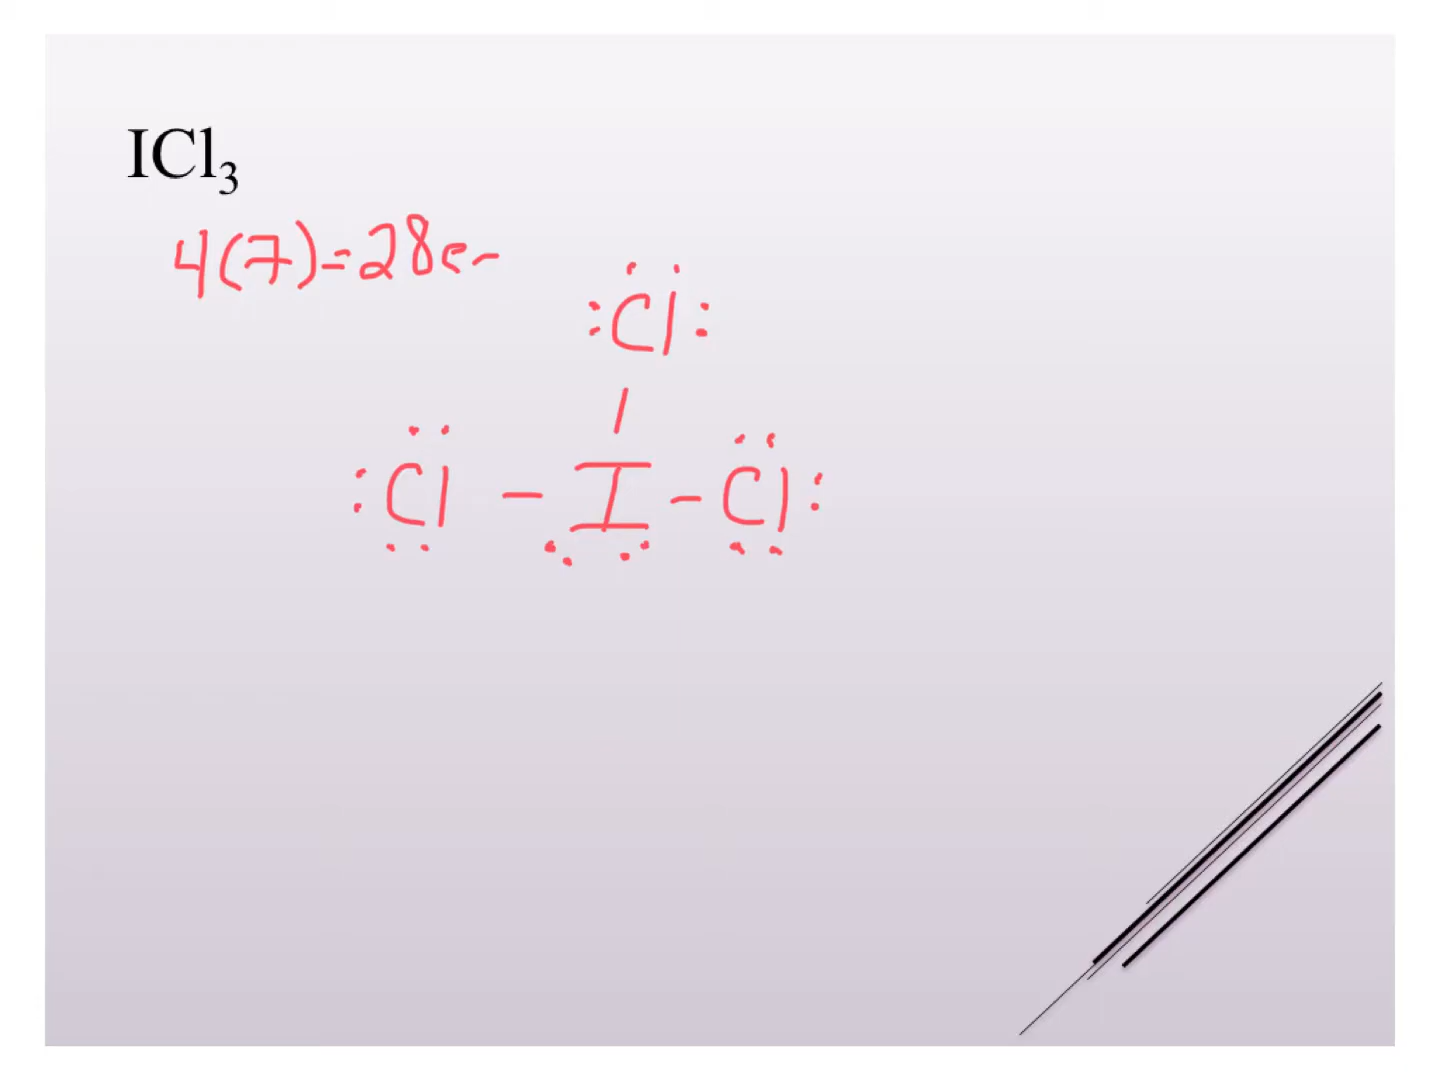 ICl₃
4(7)=28e-
:Cl:
:Cl - I - Cl: